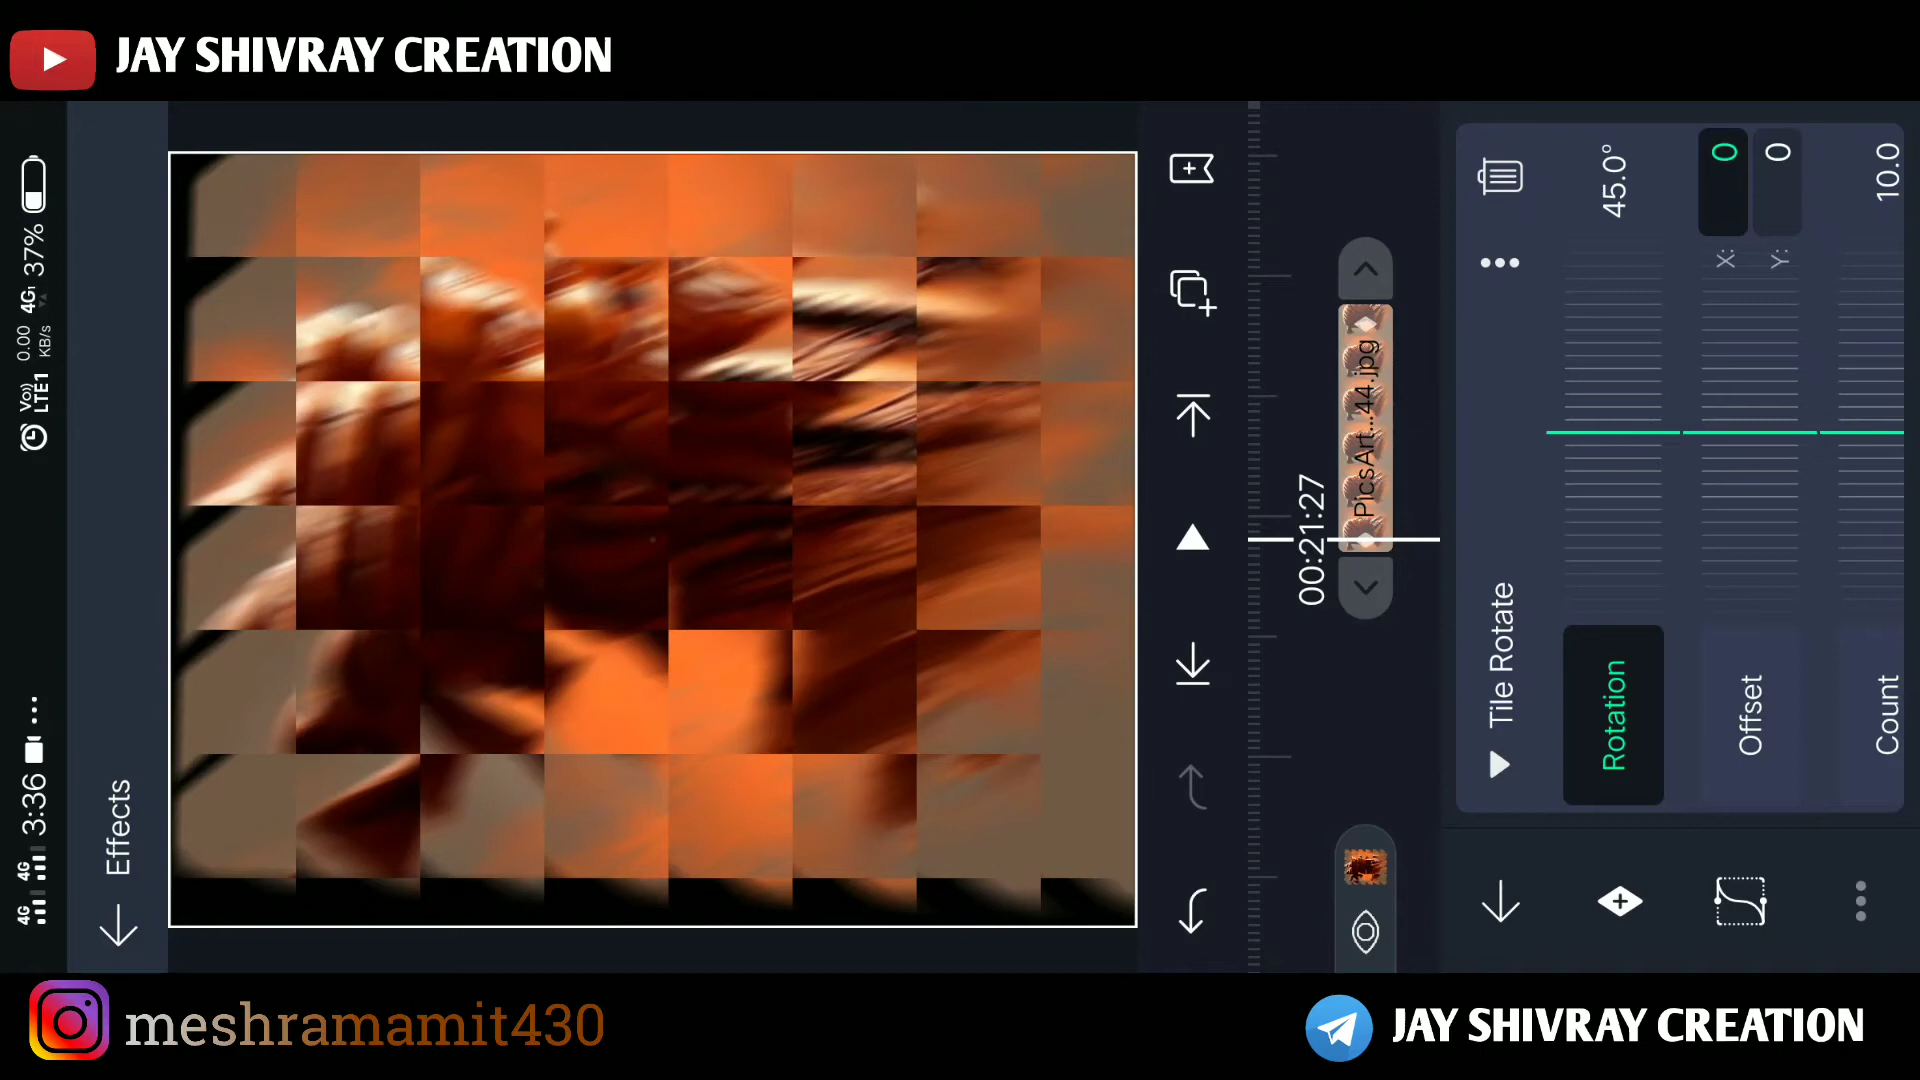 JAY SHIVRAY CREATION
4G 4G 3:36
Vo)) LTE1 0.00 KB/s 4G 37%
Effects
00:21:27
PicsArt...44.jpg
Tile Rotate
Rotation 45.0°
Offset X: 0 Y: 0
Count 10.0
meshramamit430
JAY SHIVRAY CREATION